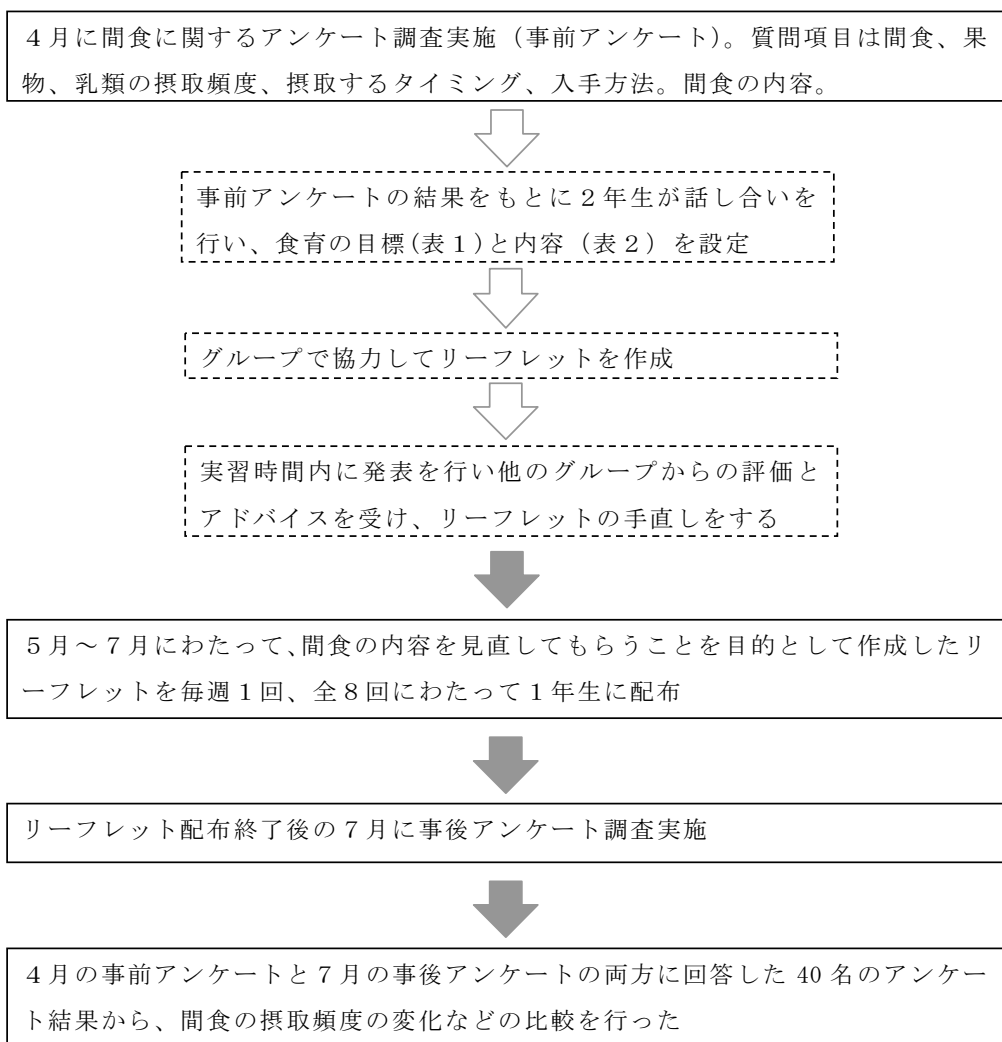 ４月に間食に関するアンケート調査実施（事前アンケート）。質問項目は間食、果
物、乳類の摂取頻度、摂取するタイミング、入手方法。間食の内容。
事前アンケートの結果をもとに２年生が話し合いを
行い、食育の目標(表１)と内容（表２）を設定
グループで協力してリーフレットを作成
実習時間内に発表を行い他のグループからの評価と
アドバイスを受け、リーフレットの手直しをする
５月～７月にわたって、間食の内容を見直してもらうことを目的として作成したリ
ーフレットを毎週１回、全８回にわたって１年生に配布
リーフレット配布終了後の７月に事後アンケート調査実施
４月の事前アンケートと７月の事後アンケートの両方に回答した 40 名のアンケー
ト結果から、間食の摂取頻度の変化などの比較を行った